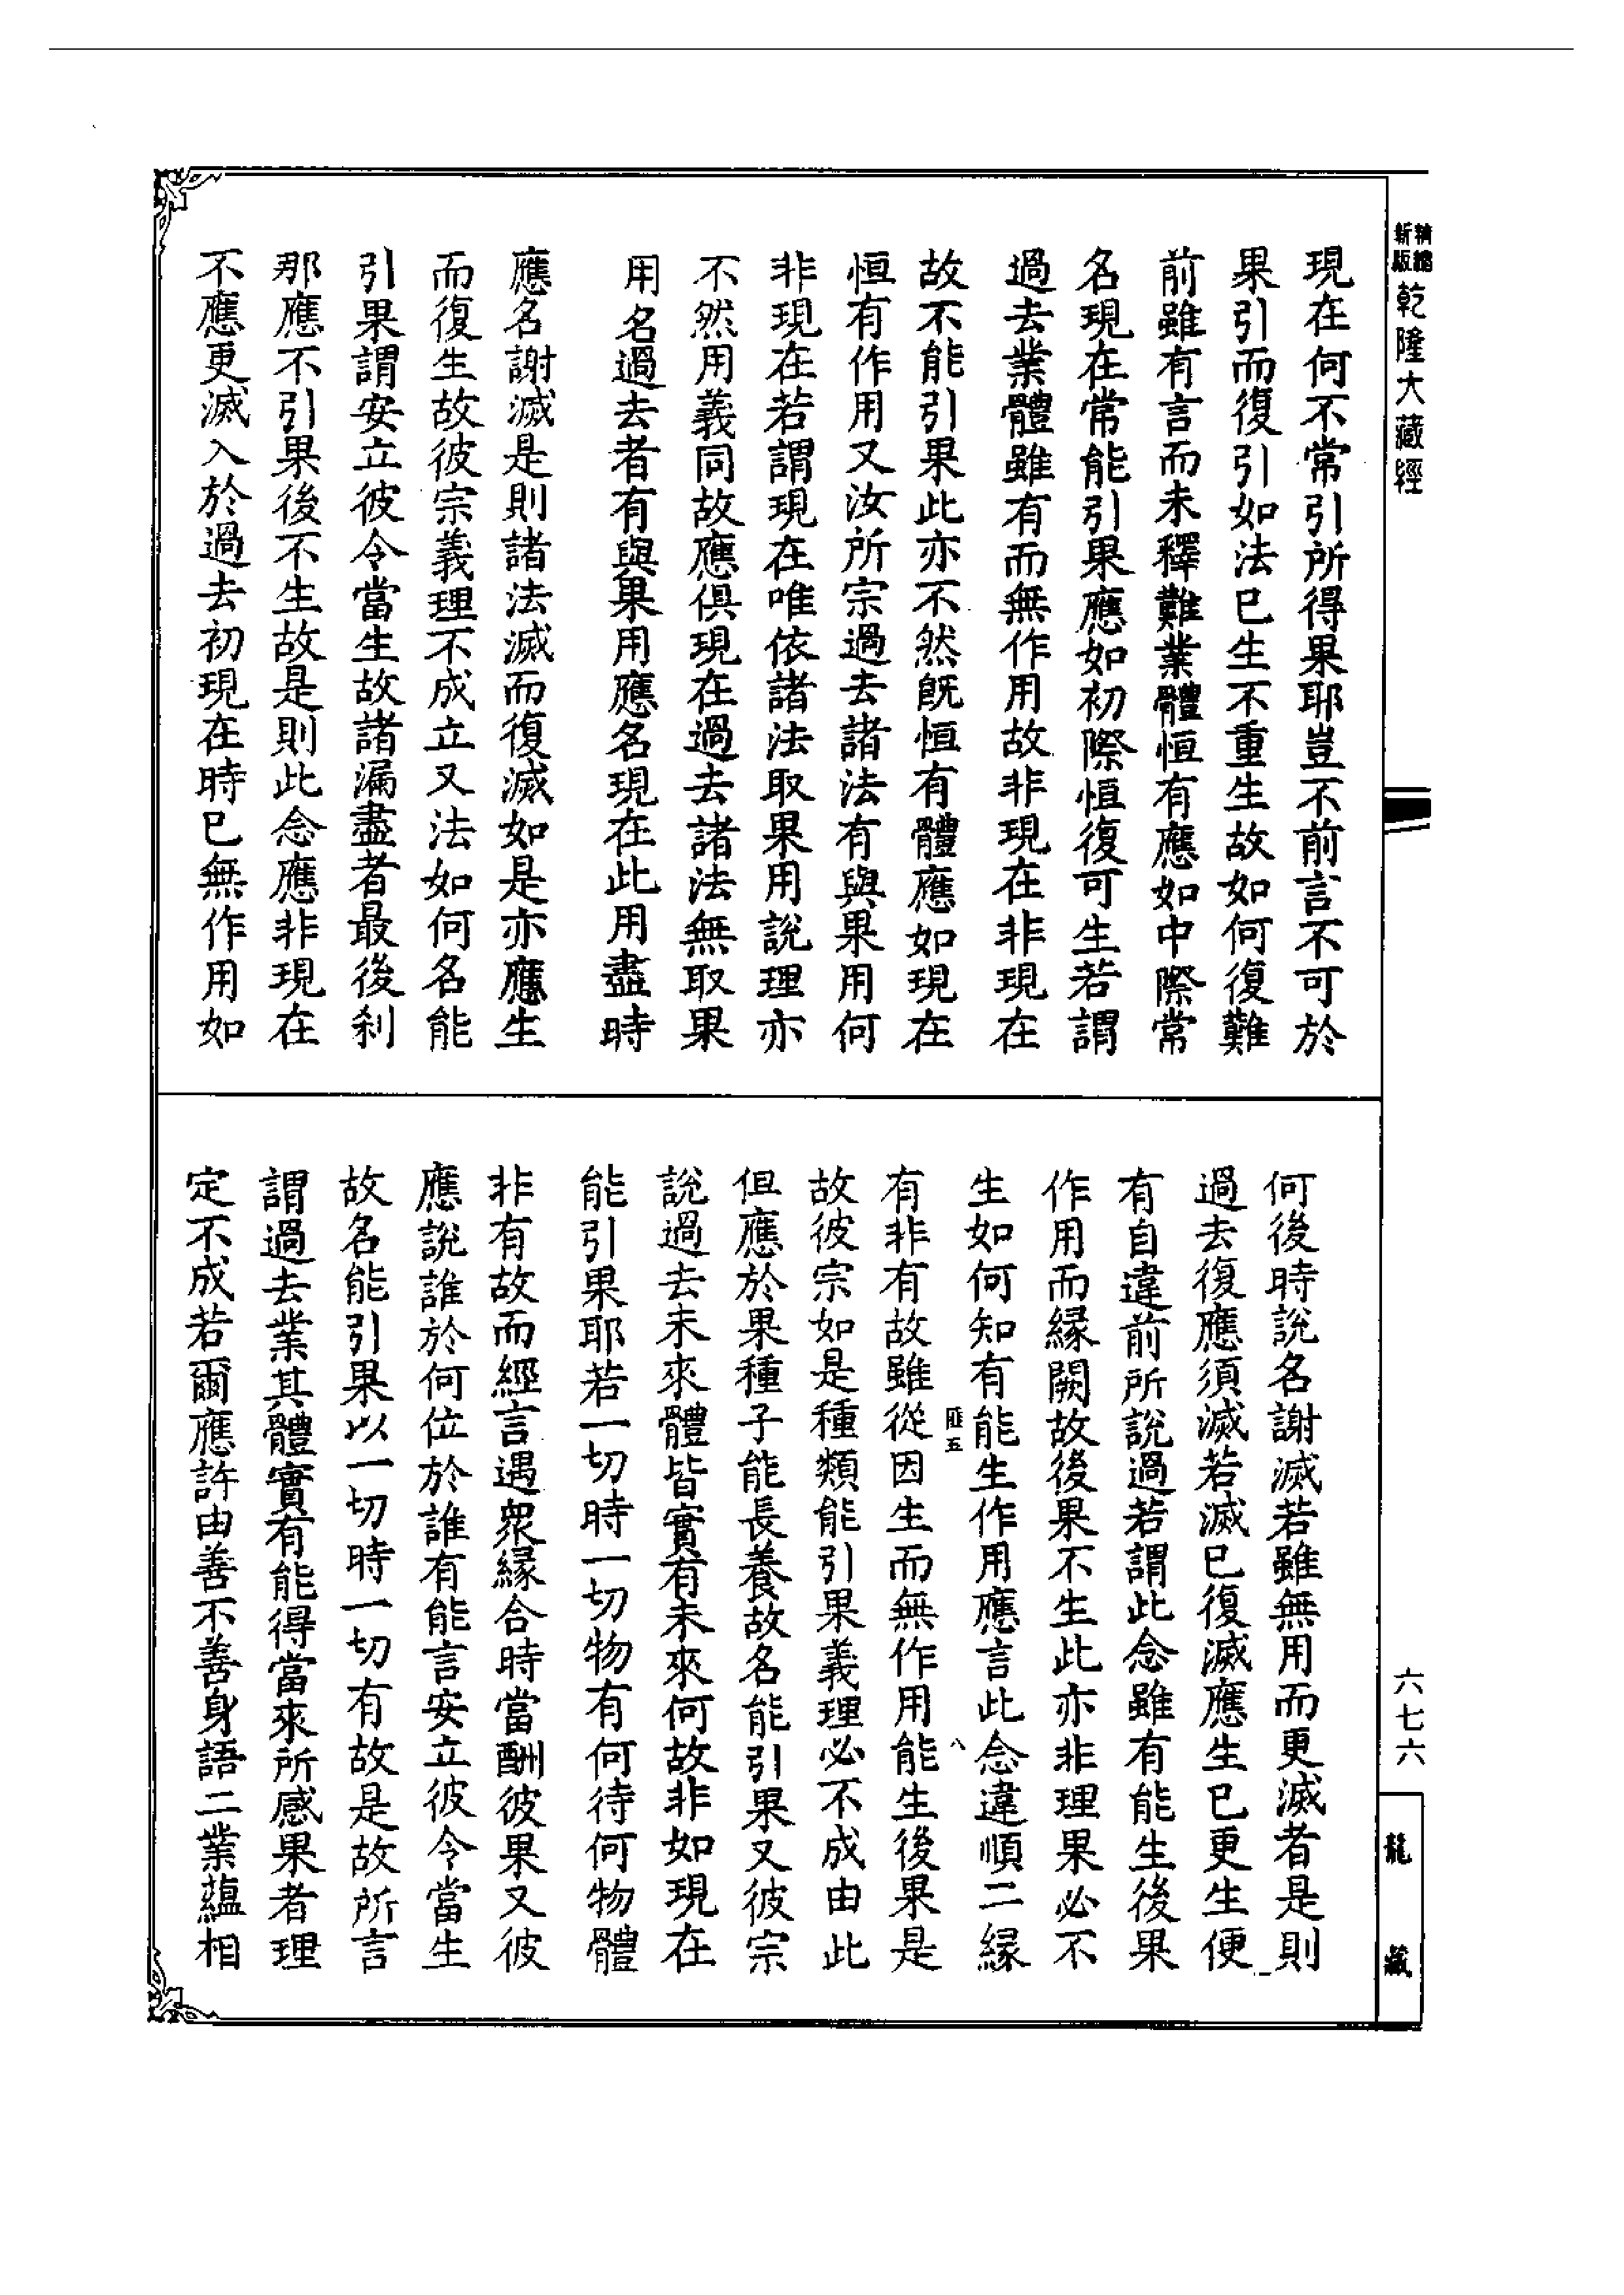 精縮新版乾隆大藏經
現在何不常引所得果耶豈不前言不可於
果引而復引如法已生不重生故如何復難
前雖有言而未釋難業體恒有應如中際常
名現在常能引果應如初際恒復可生若謂
過去業體雖有而無作用故非現在非現在
故不能引果此亦不然既恒有體應如現在
恒有作用又汝所宗過去諸法有與果用何
非現在若謂現在唯依諸法取果用說理亦
不然用義同故應俱現在過去諸法無取果
用名過去者有與果用應名現在此用盡時
應名謝滅是則諸法滅而復滅如是亦應生
而復生故彼宗義理不成立又法如何名能
引果謂安立彼令當生故諸漏盡者最後刹
那應不引果後不生故是則此念應非現在
不應更滅入於過去初現在時已無作用如
何後時說名謝滅若雖無用而更滅者是則
過去復應須滅若滅已復滅應生已更生便
有自違前所說過若謂此念雖有能生後果
作用而緣闕故後果不生此亦非理果必不
生如何知有能生作用應言此念違順二緣
匪五
八
有非有故雖從因生而無作用能生後果是
故彼宗如是種類能引果義理必不成由此
但應於果種子能長養故名能引果又彼宗
說過去未來體皆實有未來何故非如現在
能引果耶若一切時一切物有何待何物體
非有故而經言遇眾緣合時當酬彼果又彼
應說誰於何位於誰有能言安立彼令當生
故名能引果以一切時一切有故是故所言
謂過去業其體實有能得當來所感果者理
定不成若爾應許由善不善身語二業蘊相
六七六
龍藏